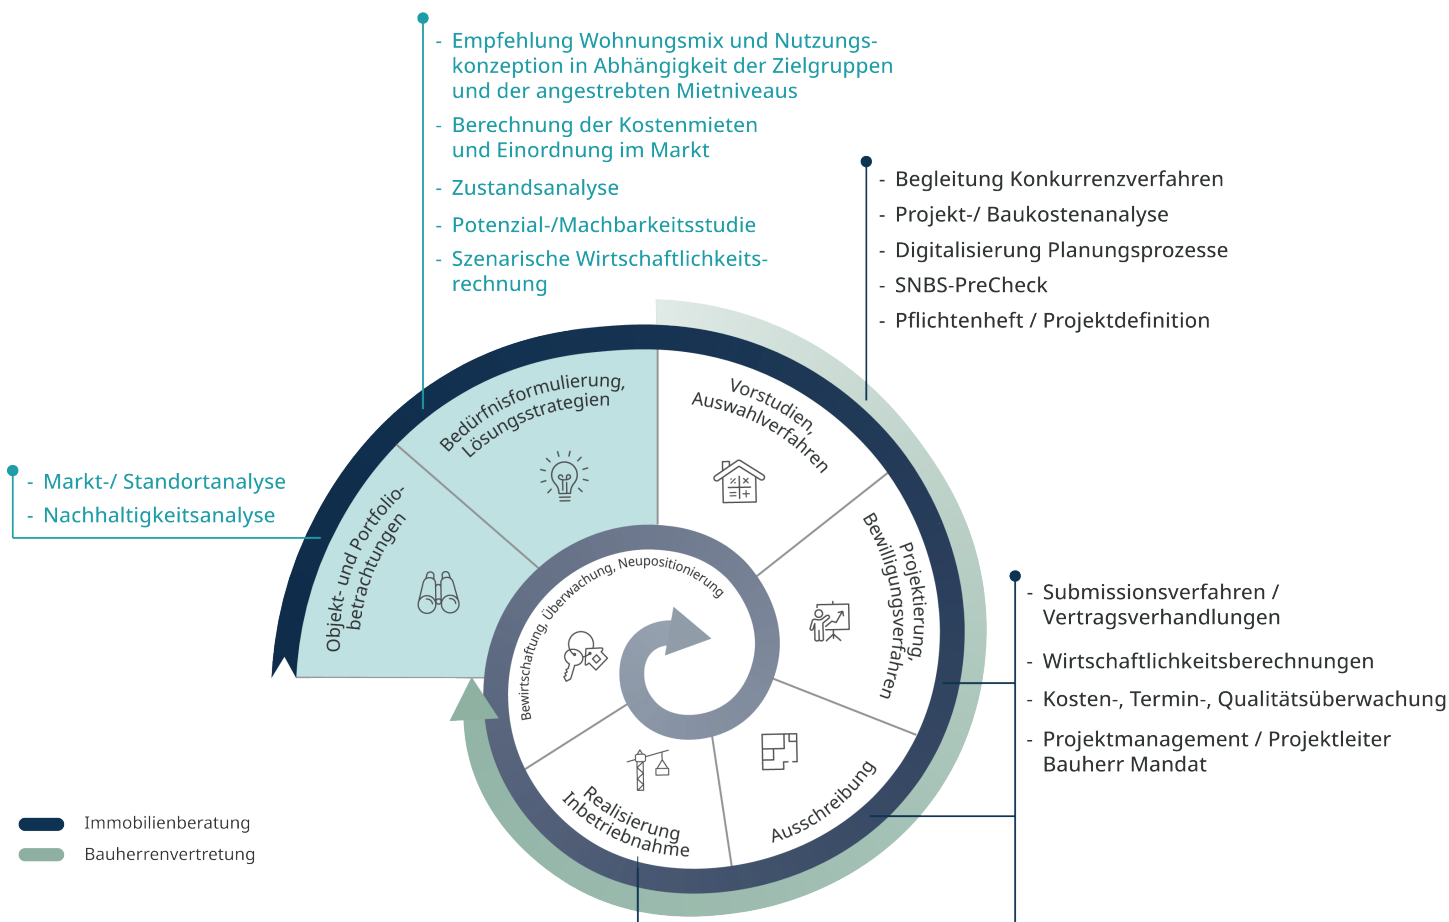 - Empfehlung Wohnungsmix und Nutzungs-
konzeption in Abhängigkeit der Zielgruppen
und der angestrebten Mietniveaus
- Berechnung der Kostenmieten
und Einordnung im Markt
- Zustandsanalyse
- Potenzial-/Machbarkeitsstudie
- Szenarische Wirtschaftlichkeits-
rechnung
- Begleitung Konkurrenzverfahren
- Projekt-/ Baukostenanalyse
- Digitalisierung Planungsprozesse
- SNBS-PreCheck
- Pflichtenheft / Projektdefinition
- Markt-/ Standortanalyse
- Nachhaltigkeitsanalyse
Objekt- und Portfolio-
betrachtungen
Bedürfnisformulierung,
Lösungsstrategien
Vorstudien,
Auswahlverfahren
Projektierung,
Bewilligungsverfahren
Ausschreibung
Realisierung
Inbetriebnahme
Bewirtschaftung, Überwachung, Neupositionierung
- Submissionsverfahren /
Vertragsverhandlungen
- Wirtschaftlichkeitsberechnungen
- Kosten-, Termin-, Qualitätsüberwachung
- Projektmanagement / Projektleiter
Bauherr Mandat
Immobilienberatung
Bauherrenvertretung